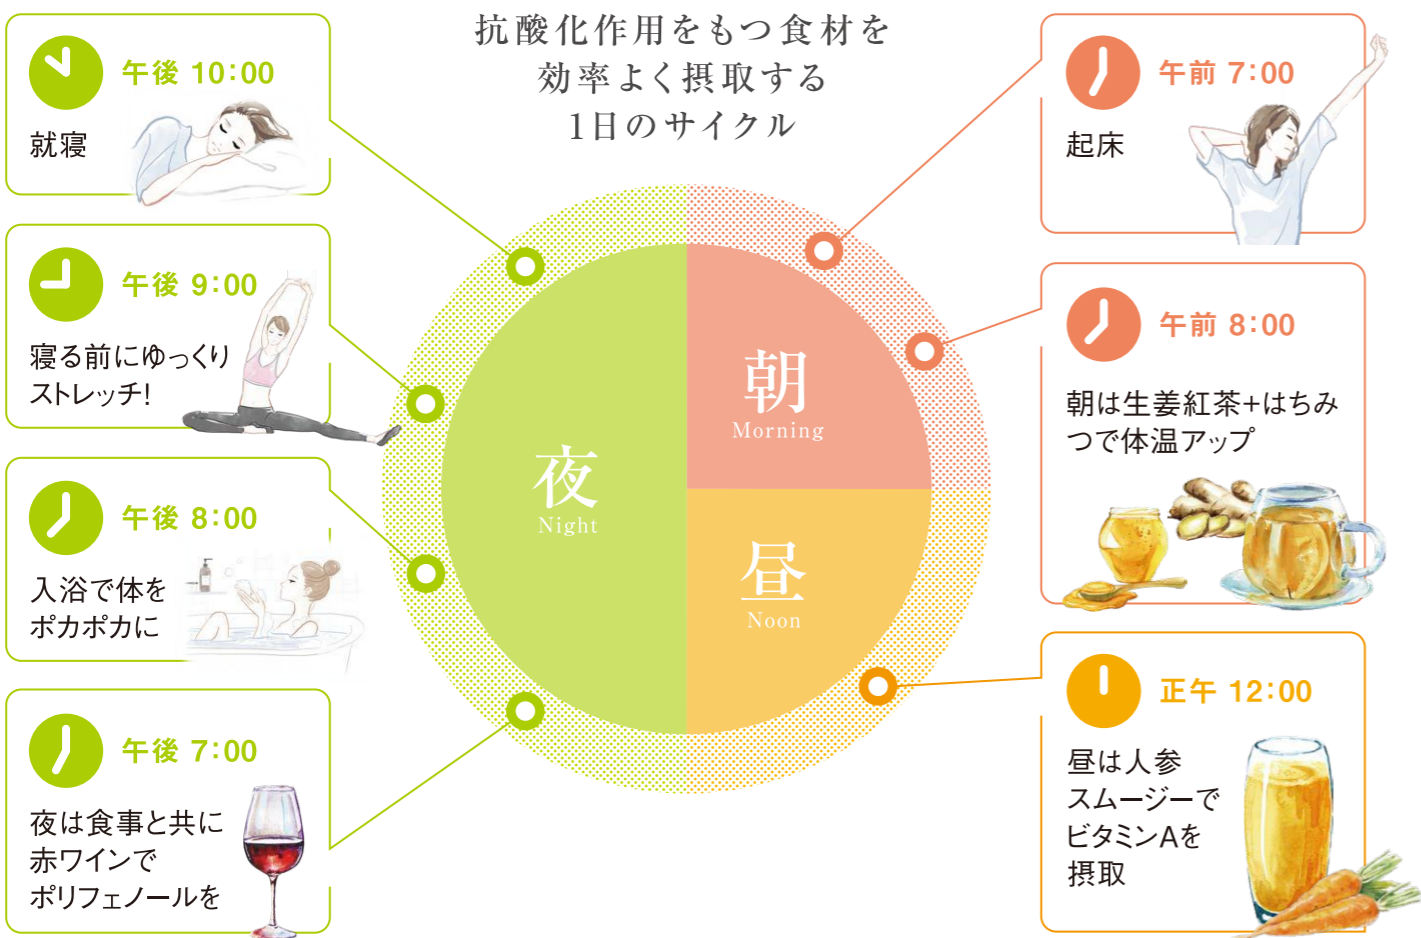 抗酸化作用をもつ食材を
効率よく摂取する
1日のサイクル
午前 7:00
起床
午前 8:00
朝は生姜紅茶+はちみ
つで体温アップ
正午 12:00
昼は人参
スムージーで
ビタミンAを
摂取
午後 7:00
夜は食事と共に
赤ワインで
ポリフェノールを
午後 8:00
入浴で体を
ポカポカに
午後 9:00
寝る前にゆっくり
ストレッチ!
午後 10:00
就寝
朝
Morning
昼
Noon
夜
Night